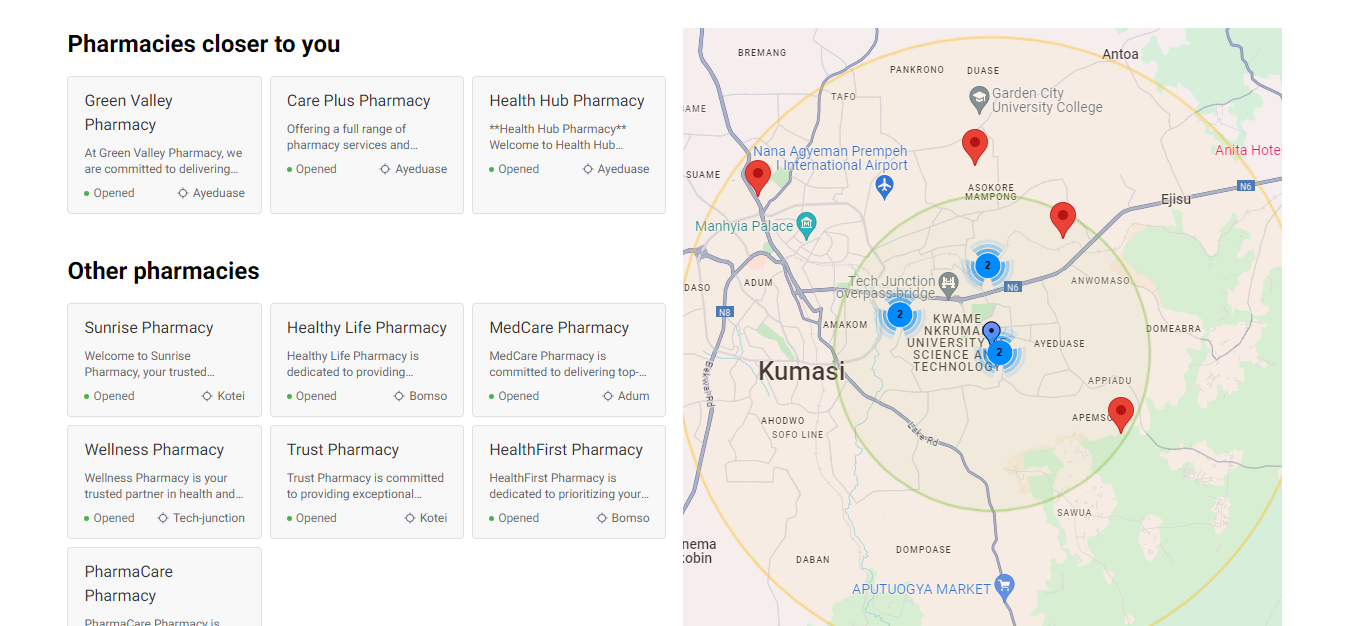 Pharmacies closer to you
Green Valley
Pharmacy
At Green Valley Pharmacy, we
are committed to delivering...
Opened
Ayeduase
Care Plus Pharmacy
Offering a full range of
pharmacy services and...
Opened
Ayeduase
Health Hub Pharmacy
**Health Hub Pharmacy**
Welcome to Health Hub...
Opened
Ayeduase
Other pharmacies
Sunrise Pharmacy
Welcome to Sunrise
Pharmacy, your trusted...
Opened
Kotei
Healthy Life Pharmacy
Healthy Life Pharmacy is
dedicated to providing...
Opened
Bomso
MedCare Pharmacy
MedCare Pharmacy is
committed to delivering top-...
Opened
Adum
Wellness Pharmacy
Wellness Pharmacy is your
trusted partner in health and...
Opened
Tech-junction
Trust Pharmacy
Trust Pharmacy is committed
to providing exceptional...
Opened
Kotei
HealthFirst Pharmacy
HealthFirst Pharmacy is
dedicated to prioritizing your...
Opened
Bomso
PharmaCare
Pharmacy
PharmaCare Pharmacy is
BREMANG
Antoa
PANKRONO
DUASE
TAFO
Garden City
University College
AME
Nana Agyeman Prempeh
I International Airport
Anita Hote
SUAME
ASOKORE
MAMPONG
N6
Ejisu
Manhyia Palace
2
Tech Junction
overpass bridge
ANWOMASO
DASO
ADUM
N6
N8
2
AMAKOM
KWAME
NKRUMA
UNIVERSITY
SCIENCE A
TECHNOLOGY
2
AYEDUASE
DOMEABRA
Kumasi
APPIADU
Bekwai Rd
AHODWO
SOFO LINE
Lake Rd
APEMSO
SAWUA
nema
kobin
DABAN
DOMPOASE
APUTUOGYA MARKET